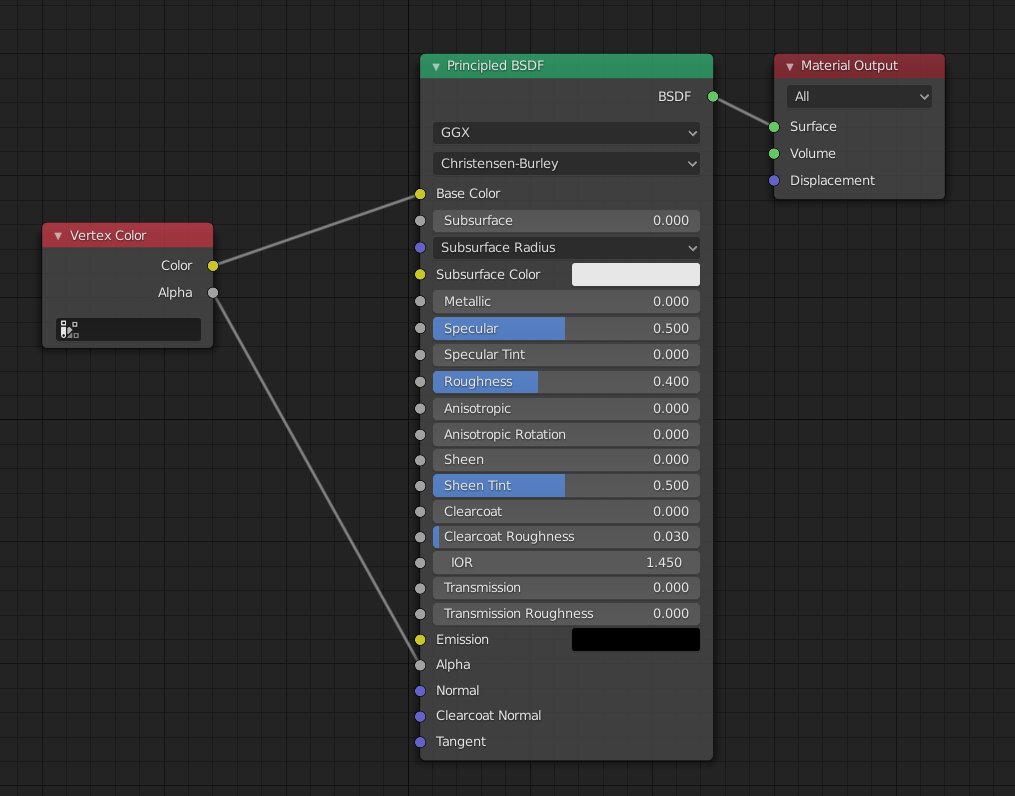 Vertex Color
Color
Alpha
Principled BSDF
BSDF
GGX
Christensen-Burley
Base Color
Subsurface 0.000
Subsurface Radius
Subsurface Color
Metallic 0.000
Specular 0.500
Specular Tint 0.000
Roughness 0.400
Anisotropic 0.000
Anisotropic Rotation 0.000
Sheen 0.000
Sheen Tint 0.500
Clearcoat 0.000
Clearcoat Roughness 0.030
IOR 1.450
Transmission 0.000
Transmission Roughness 0.000
Emission
Alpha
Normal
Clearcoat Normal
Tangent
Material Output
All
Surface
Volume
Displacement